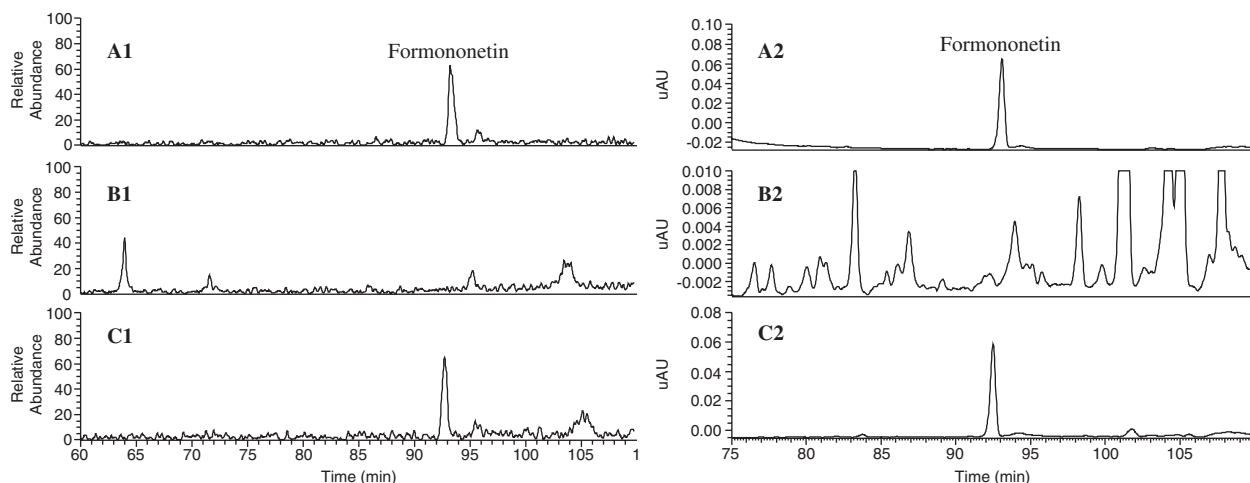 100
80
60
40
20
0
Relative
Abundance
A1
Formononetin
100
80
60
40
20
0
Relative
Abundance
B1
100
80
60
40
20
0
Relative
Abundance
C1
60 65 70 75 80 85 90 95 100 105 1
Time (min)
0.10
0.08
0.06
0.04
0.02
0.00
-0.02
uAU
A2
Formononetin
0.010
0.008
0.006
0.004
0.002
0.000
-0.002
uAU
B2
0.08
0.06
0.04
0.02
0.00
uAU
C2
75 80 85 90 95 100 105
Time (min)